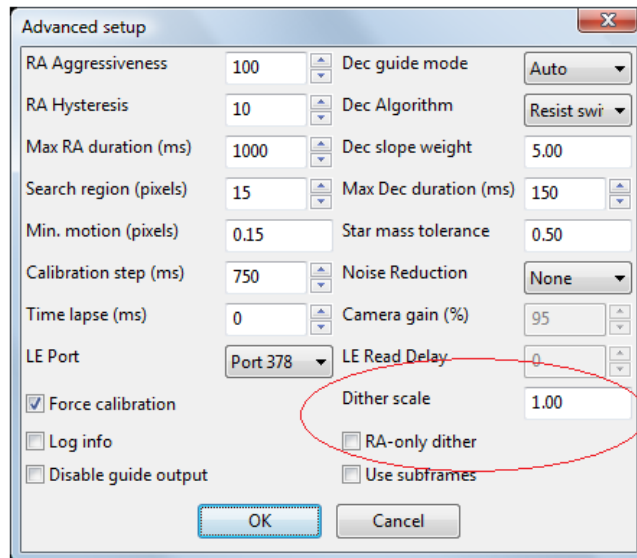 Advanced setup
RA Aggressiveness 100 Dec guide mode Auto
RA Hysteresis 10 Dec Algorithm Resist swit
Max RA duration (ms) 1000 Dec slope weight 5.00
Search region (pixels) 15 Max Dec duration (ms) 150
Min. motion (pixels) 0.15 Star mass tolerance 0.50
Calibration step (ms) 750 Noise Reduction None
Time lapse (ms) 0 Camera gain (%) 95
LE Port Port 378 LE Read Delay 0
Force calibration Dither scale 1.00
Log info RA-only dither
Disable guide output Use subframes
OK Cancel